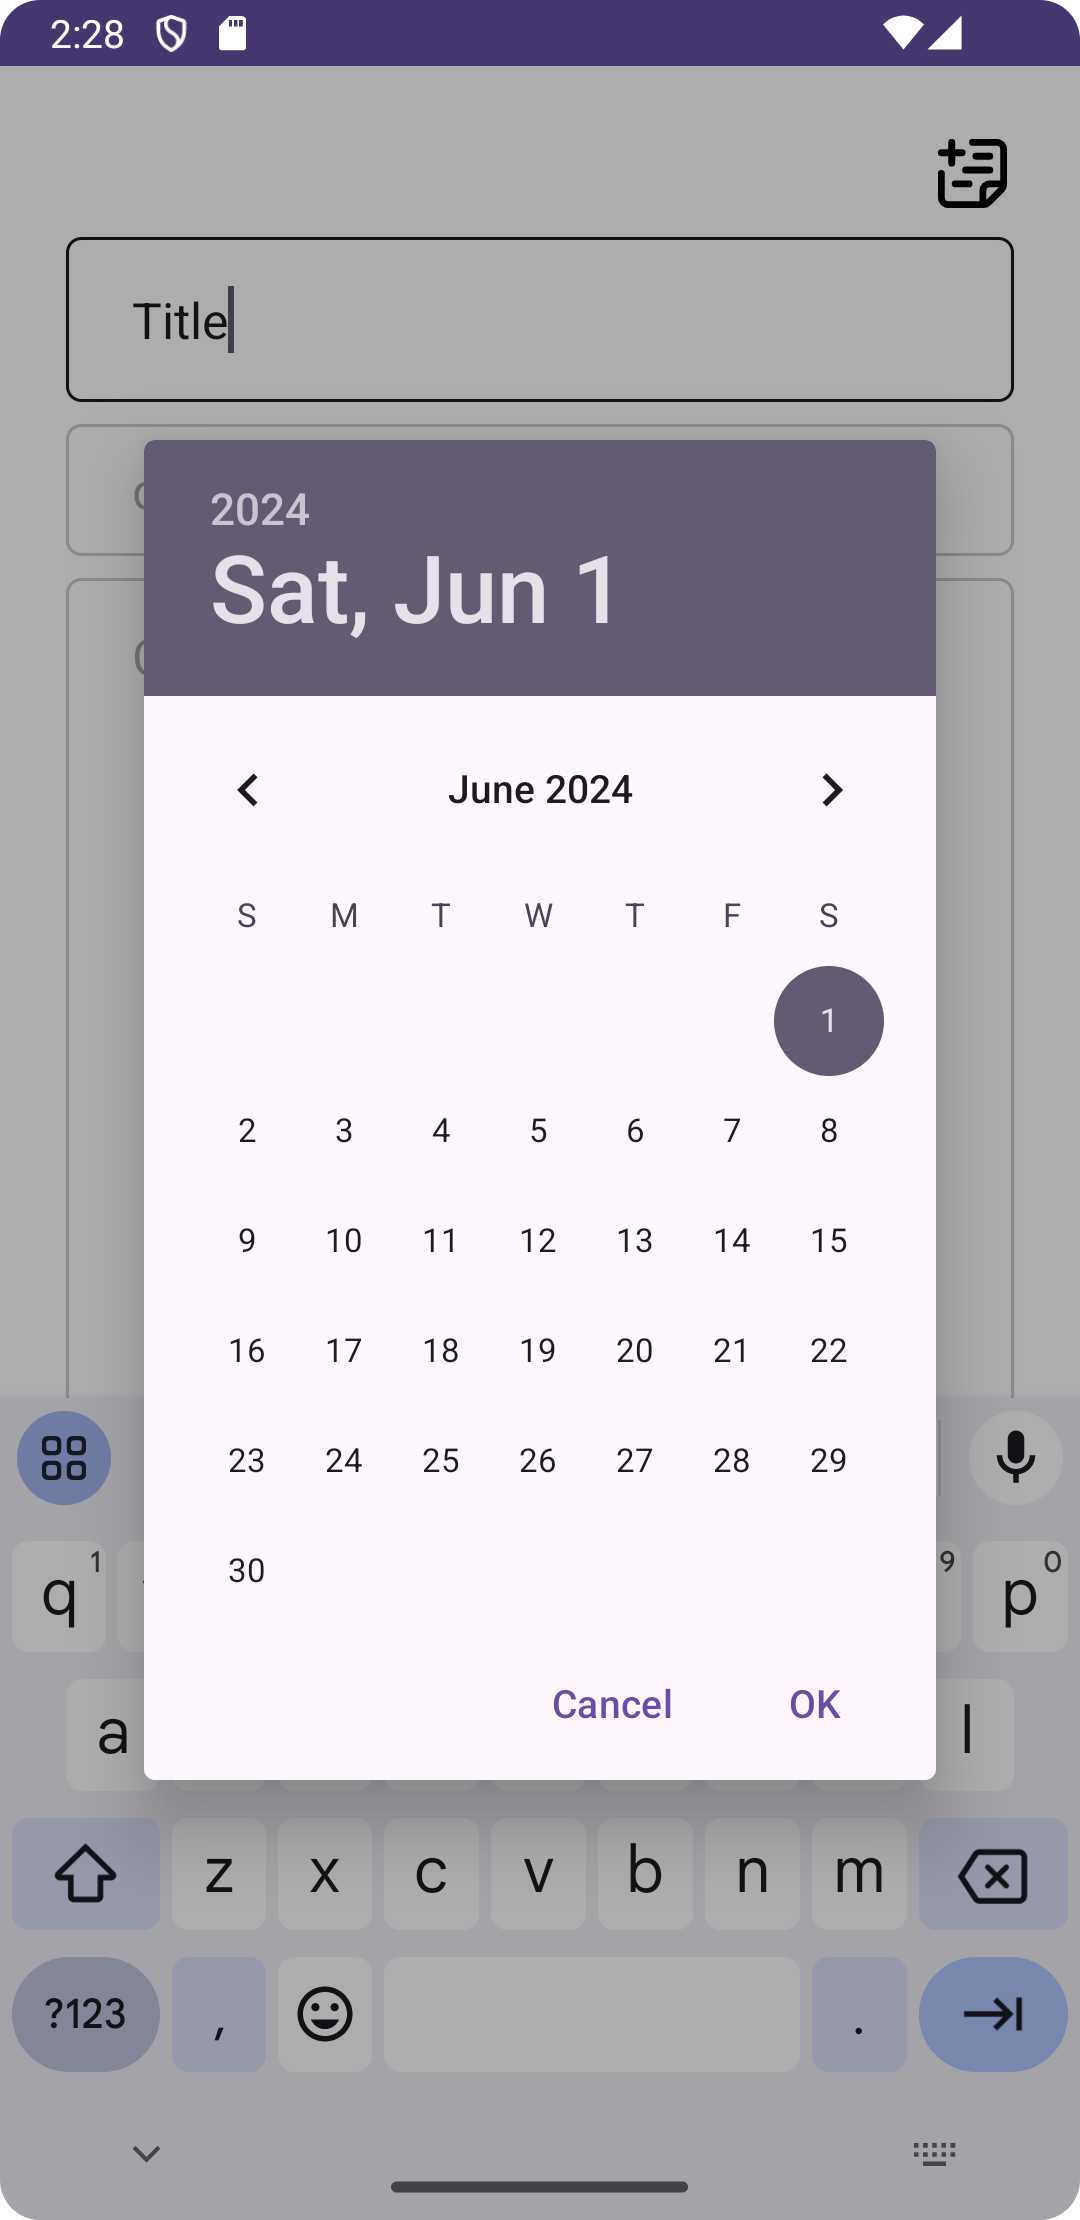 2:28
Title
2024
Sat, Jun 1
June 2024
S M T W T F S
1
2 3 4 5 6 7 8
9 10 11 12 13 14 15
16 17 18 19 20 21 22
23 24 25 26 27 28 29
30
Cancel OK
q 1 9 p 0
a l
z x c v b n m
?123 , .